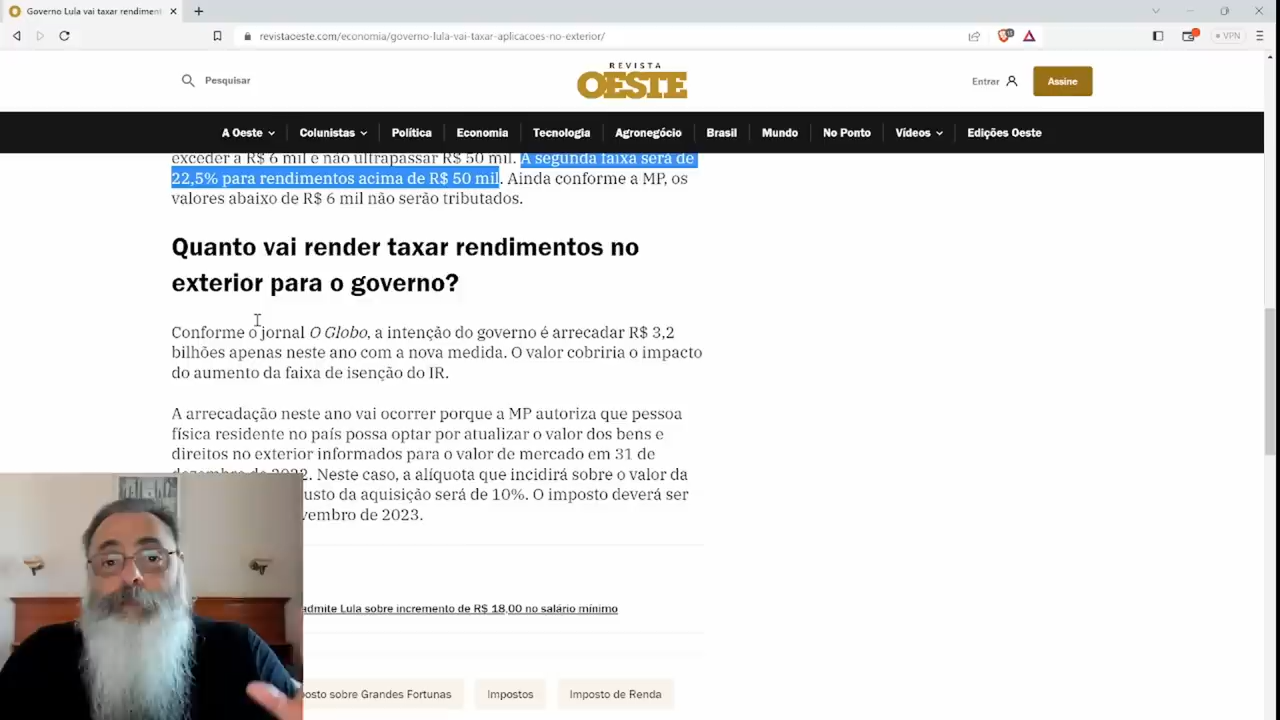 Governo Lula vai taxar rendiment
revistaoeste.com/economia/governo-lula-vai-taxar-aplicacoes-no-exterior/
VPN
Pesquisar
REVISTA
OESTE
Entrar
Assine
A Oeste
Colunistas
Política
Economia
Tecnologia
Agronegócio
Brasil
Mundo
No Ponto
Vídeos
Edições Oeste
exceder a R$ 6 mil e não ultrapassar R$ 50 mil. A segunda faixa será de
22,5% para rendimentos acima de R$ 50 mil. Ainda conforme a MP, os
valores abaixo de R$ 6 mil não serão tributados.
Quanto vai render taxar rendimentos no
exterior para o governo?
Conforme o jornal O Globo, a intenção do governo é arrecadar R$ 3,2
bilhões apenas neste ano com a nova medida. O valor cobriria o impacto
do aumento da faixa de isenção do IR.
A arrecadação neste ano vai ocorrer porque a MP autoriza que pessoa
física residente no país possa optar por atualizar o valor dos bens e
direitos no exterior informados para o valor de mercado em 31 de
dezembro de 2022. Neste caso, a alíquota que incidirá sobre o valor da
usto da aquisição será de 10%. O imposto deverá ser
vembro de 2023.
admite Lula sobre incremento de R$ 18,00 no salário mínimo
osto sobre Grandes Fortunas
Impostos
Imposto de Renda